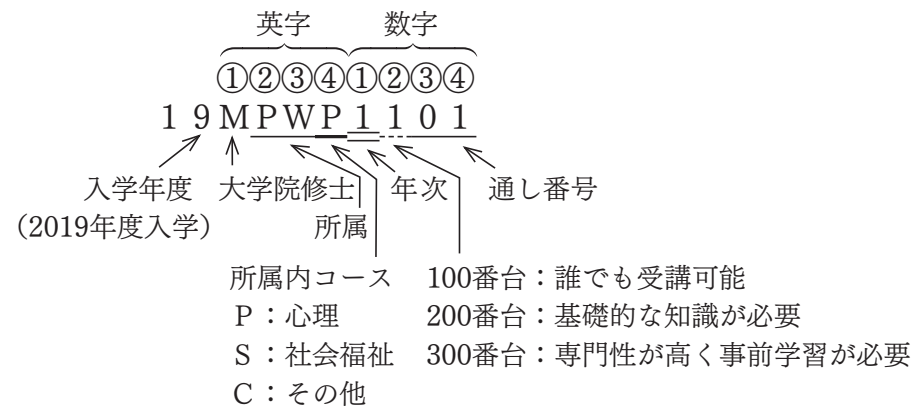 英字 数字
①②③④①②③④
19MPWP1101
入学年度 大学院修士 年次 通し番号
(2019年度入学) 所属
所属内コース 100番台：誰でも受講可能
P：心理 200番台：基礎的な知識が必要
S：社会福祉 300番台：専門性が高く事前学習が必要
C：その他